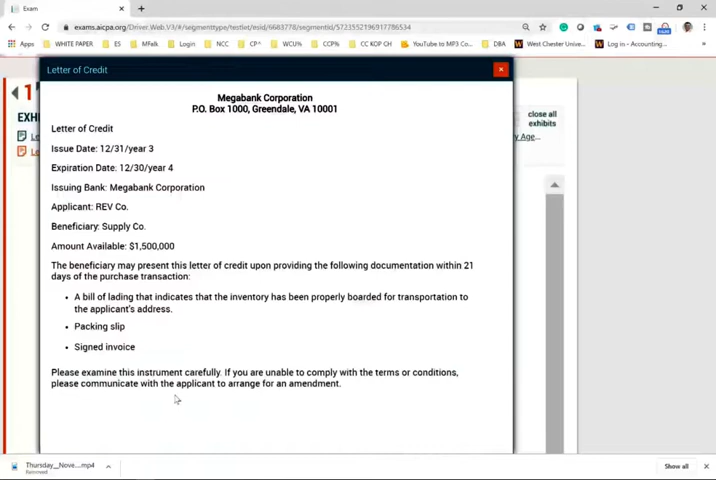 Exam
exams.aicpa.org/Driver.Web.V3/#/segmenttype/testlet/esid/6683778/segmentid/5723552196917786534
Apps WHITE PAPER ES MFalk Login NCC CP* WCU% CCP% CC KOP CH YouTube to MP3 Co... DBA West Chester Unive... Log in - Accounting...
Letter of Credit
1
EXH
close all
exhibits
y Age...
Megabank Corporation
P.O. Box 1000, Greendale, VA 10001
Letter of Credit
Issue Date: 12/31/year 3
Expiration Date: 12/30/year 4
Issuing Bank: Megabank Corporation
Applicant: REV Co.
Beneficiary: Supply Co.
Amount Available: $1,500,000
The beneficiary may present this letter of credit upon providing the following documentation within 21
days of the purchase transaction:
• A bill of lading that indicates that the inventory has been properly boarded for transportation to
the applicant's address.
• Packing slip
• Signed invoice
Please examine this instrument carefully. If you are unable to comply with the terms or conditions,
please communicate with the applicant to arrange for an amendment.
Thursday__Nove....mp4
Removed
Show all